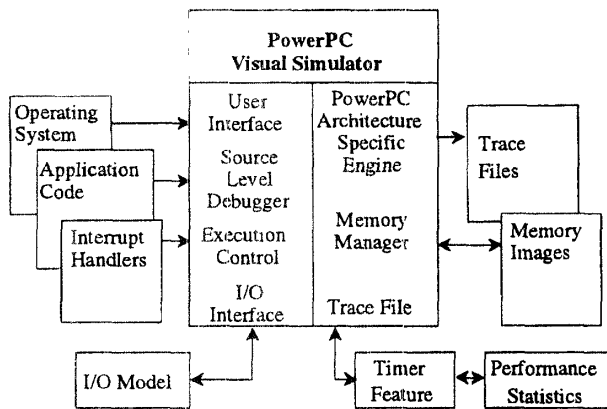 PowerPC
Visual Simulator
Operating
System
Application
Code
Interrupt
Handlers
User
Interface
Source
Level
Debugger
Execution
Control
I/O
Interface
PowerPC
Architecture
Specific
Engine
Memory
Manager
Trace File
Trace
Files
Memory
Images
I/O Model
Timer
Feature
Performance
Statistics